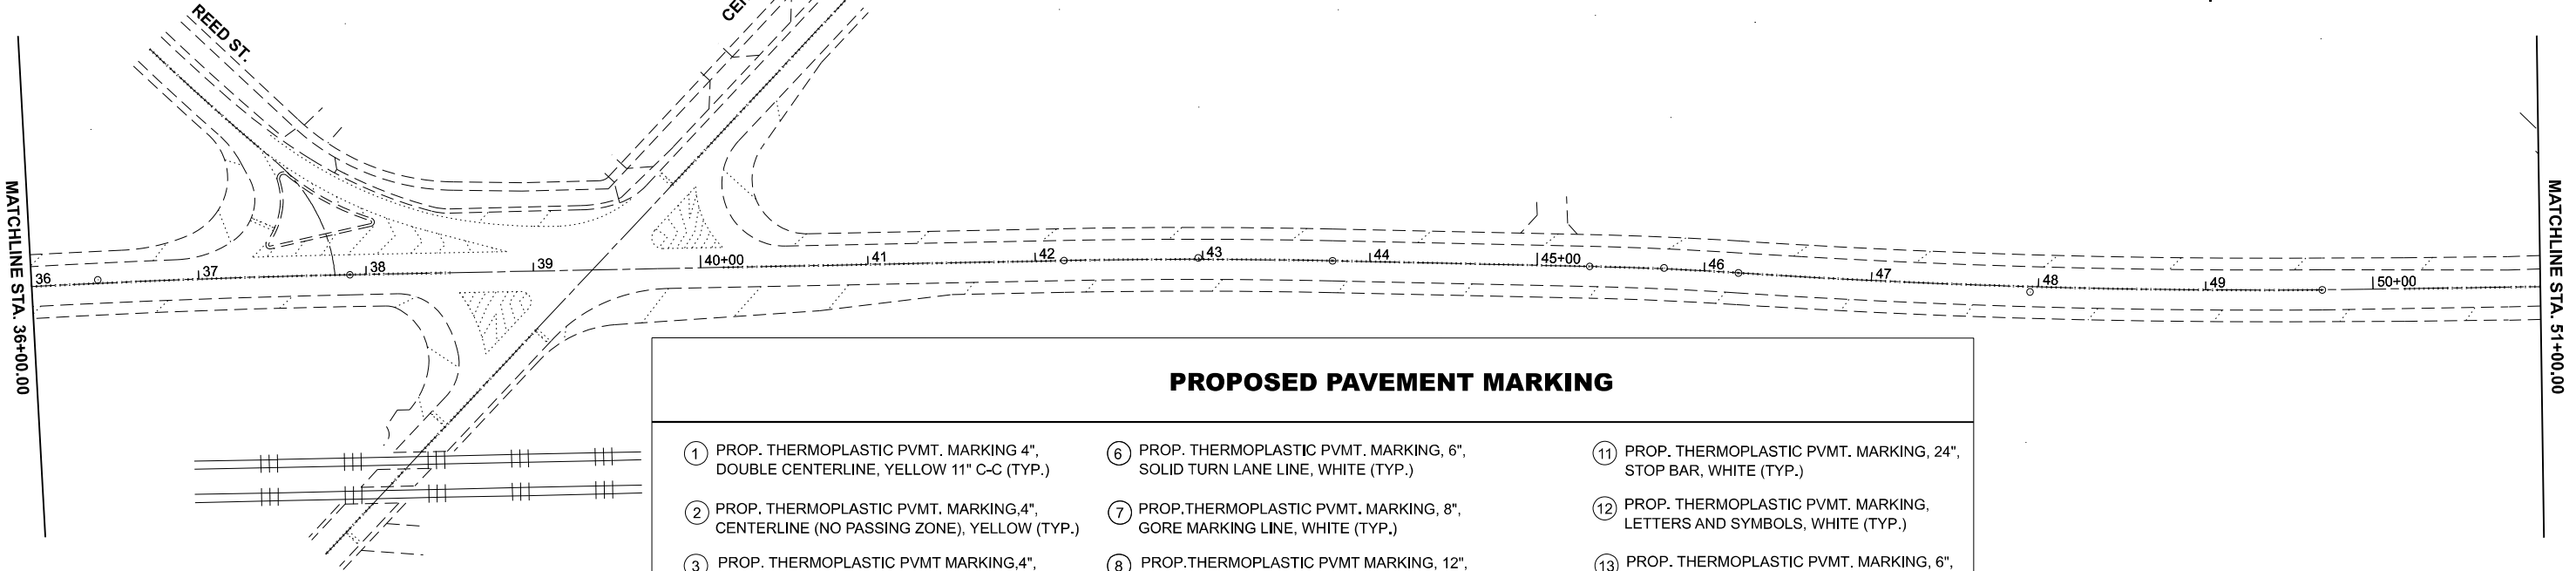 REED ST.
MATCHLINE STA. 36+00.00
36
37
38
39
40+00
41
42
43
44
45+00
46
47
48
49
50+00
MATCHLINE STA. 51+00.00
PROPOSED PAVEMENT MARKING
1 PROP. THERMOPLASTIC PVMT. MARKING 4",
DOUBLE CENTERLINE, YELLOW 11" C-C (TYP.)
2 PROP. THERMOPLASTIC PVMT. MARKING,4",
CENTERLINE (NO PASSING ZONE), YELLOW (TYP.)
3 PROP. THERMOPLASTIC PVMT MARKING,4",
6 PROP. THERMOPLASTIC PVMT. MARKING, 6",
SOLID TURN LANE LINE, WHITE (TYP.)
7 PROP.THERMOPLASTIC PVMT. MARKING, 8",
GORE MARKING LINE, WHITE (TYP.)
8 PROP.THERMOPLASTIC PVMT MARKING, 12",
11 PROP. THERMOPLASTIC PVMT. MARKING, 24",
STOP BAR, WHITE (TYP.)
12 PROP. THERMOPLASTIC PVMT. MARKING,
LETTERS AND SYMBOLS, WHITE (TYP.)
13 PROP. THERMOPLASTIC PVMT. MARKING, 6",